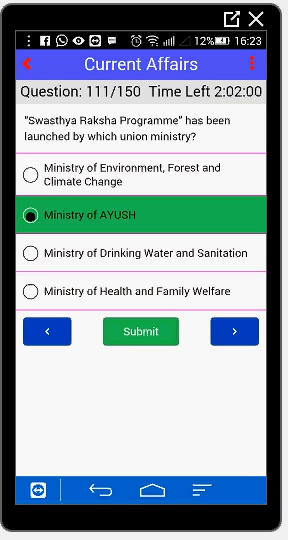 12% 16:23
Current Affairs
Question: 111/150 Time Left 2:02:00
"Swasthya Raksha Programme" has been
launched by which union ministry?
Ministry of Environment, Forest and
Climate Change
Ministry of AYUSH
Ministry of Drinking Water and Sanitation
Ministry of Health and Family Welfare
< Submit >